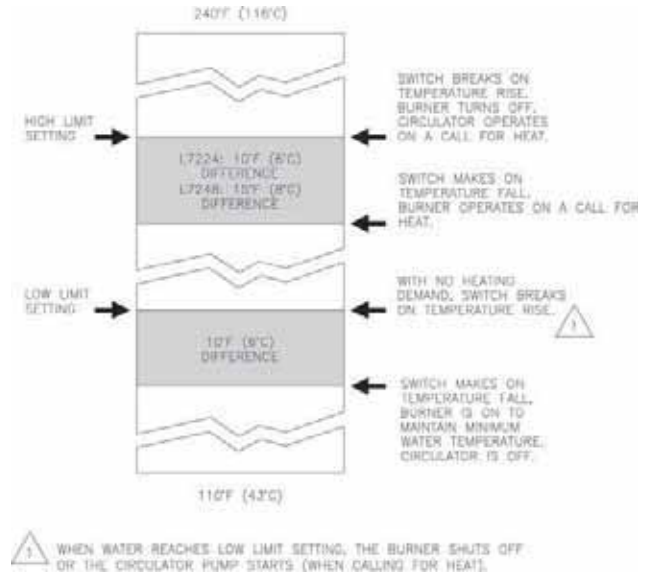 240°F (116°C)
HIGH LIMIT
SETTING
SWITCH BREAKS ON
TEMPERATURE RISE.
BURNER TURNS OFF.
CIRCULATOR OPERATES
ON A CALL FOR HEAT.
L7224: 10°F (6°C)
DIFFERENCE
L7248: 15°F (8°C)
DIFFERENCE
SWITCH MAKES ON
TEMPERATURE FALL.
BURNER OPERATES ON A CALL FOR
HEAT.
LOW LIMIT
SETTING
WITH NO HEATING
DEMAND, SWITCH BREAKS
ON TEMPERATURE RISE.
1
10°F (6°C)
DIFFERENCE
SWITCH MAKES ON
TEMPERATURE FALL.
BURNER IS ON TO
MAINTAIN MINIMUM
WATER TEMPERATURE.
CIRCULATOR IS OFF.
110°F (43°C)
1 WHEN WATER REACHES LOW LIMIT SETTING, THE BURNER SHUTS OFF
OR THE CIRCULATOR PUMP STARTS (WHEN CALLING FOR HEAT).